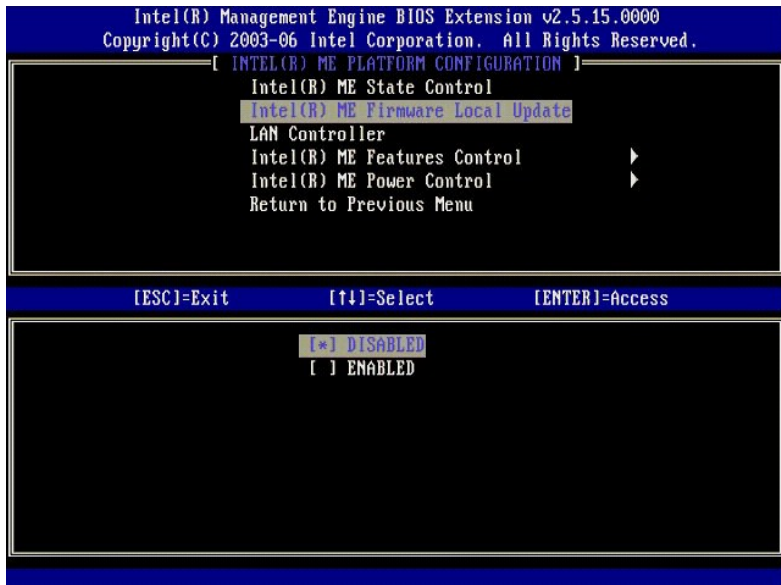 Intel(R) Management Engine BIOS Extension v2.5.15.0000
Copyright(C) 2003-06 Intel Corporation. All Rights Reserved.
[ INTEL(R) ME PLATFORM CONFIGURATION ]
Intel(R) ME State Control
Intel(R) ME Firmware Local Update
LAN Controller
Intel(R) ME Features Control
Intel(R) ME Power Control
Return to Previous Menu
[ESC]=Exit [↑↓]=Select [ENTER]=Access
[*] DISABLED
[ ] ENABLED